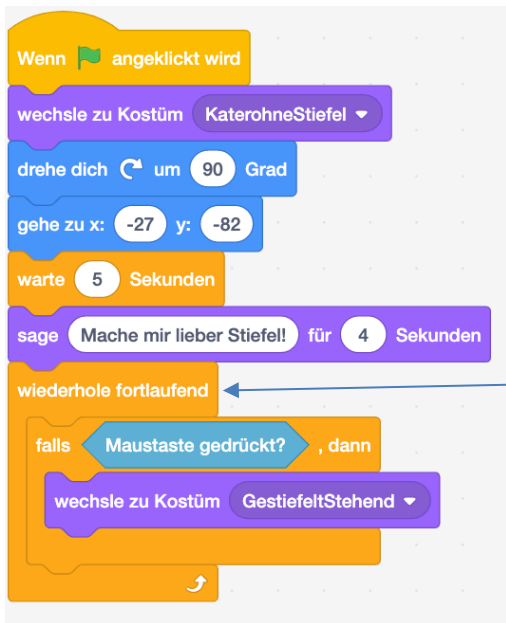 Wenn angeklickt wird
wechsle zu Kostüm KaterohneStiefel
drehe dich um 90 Grad
gehe zu x: -27 y: -82
warte 5 Sekunden
sage Mache mir lieber Stiefel! für 4 Sekunden
wiederhole fortlaufend
falls Maustaste gedrückt? , dann
wechsle zu Kostüm GestiefeltStehend